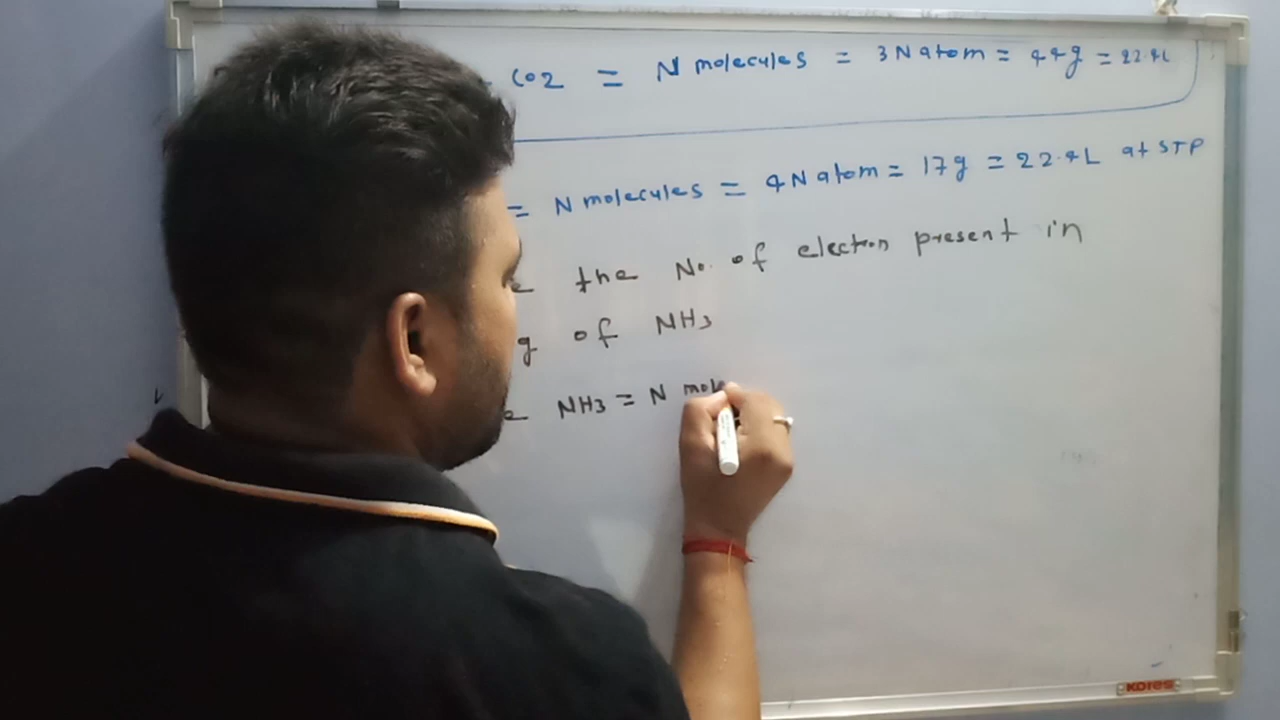 CO2 = N molecules = 3N atom = 44g = 22.4L
= N molecules = 4N atom = 17g = 22.4L at STP
e the No. of electron present in
g of NH3
e NH3 = N mole
KORES